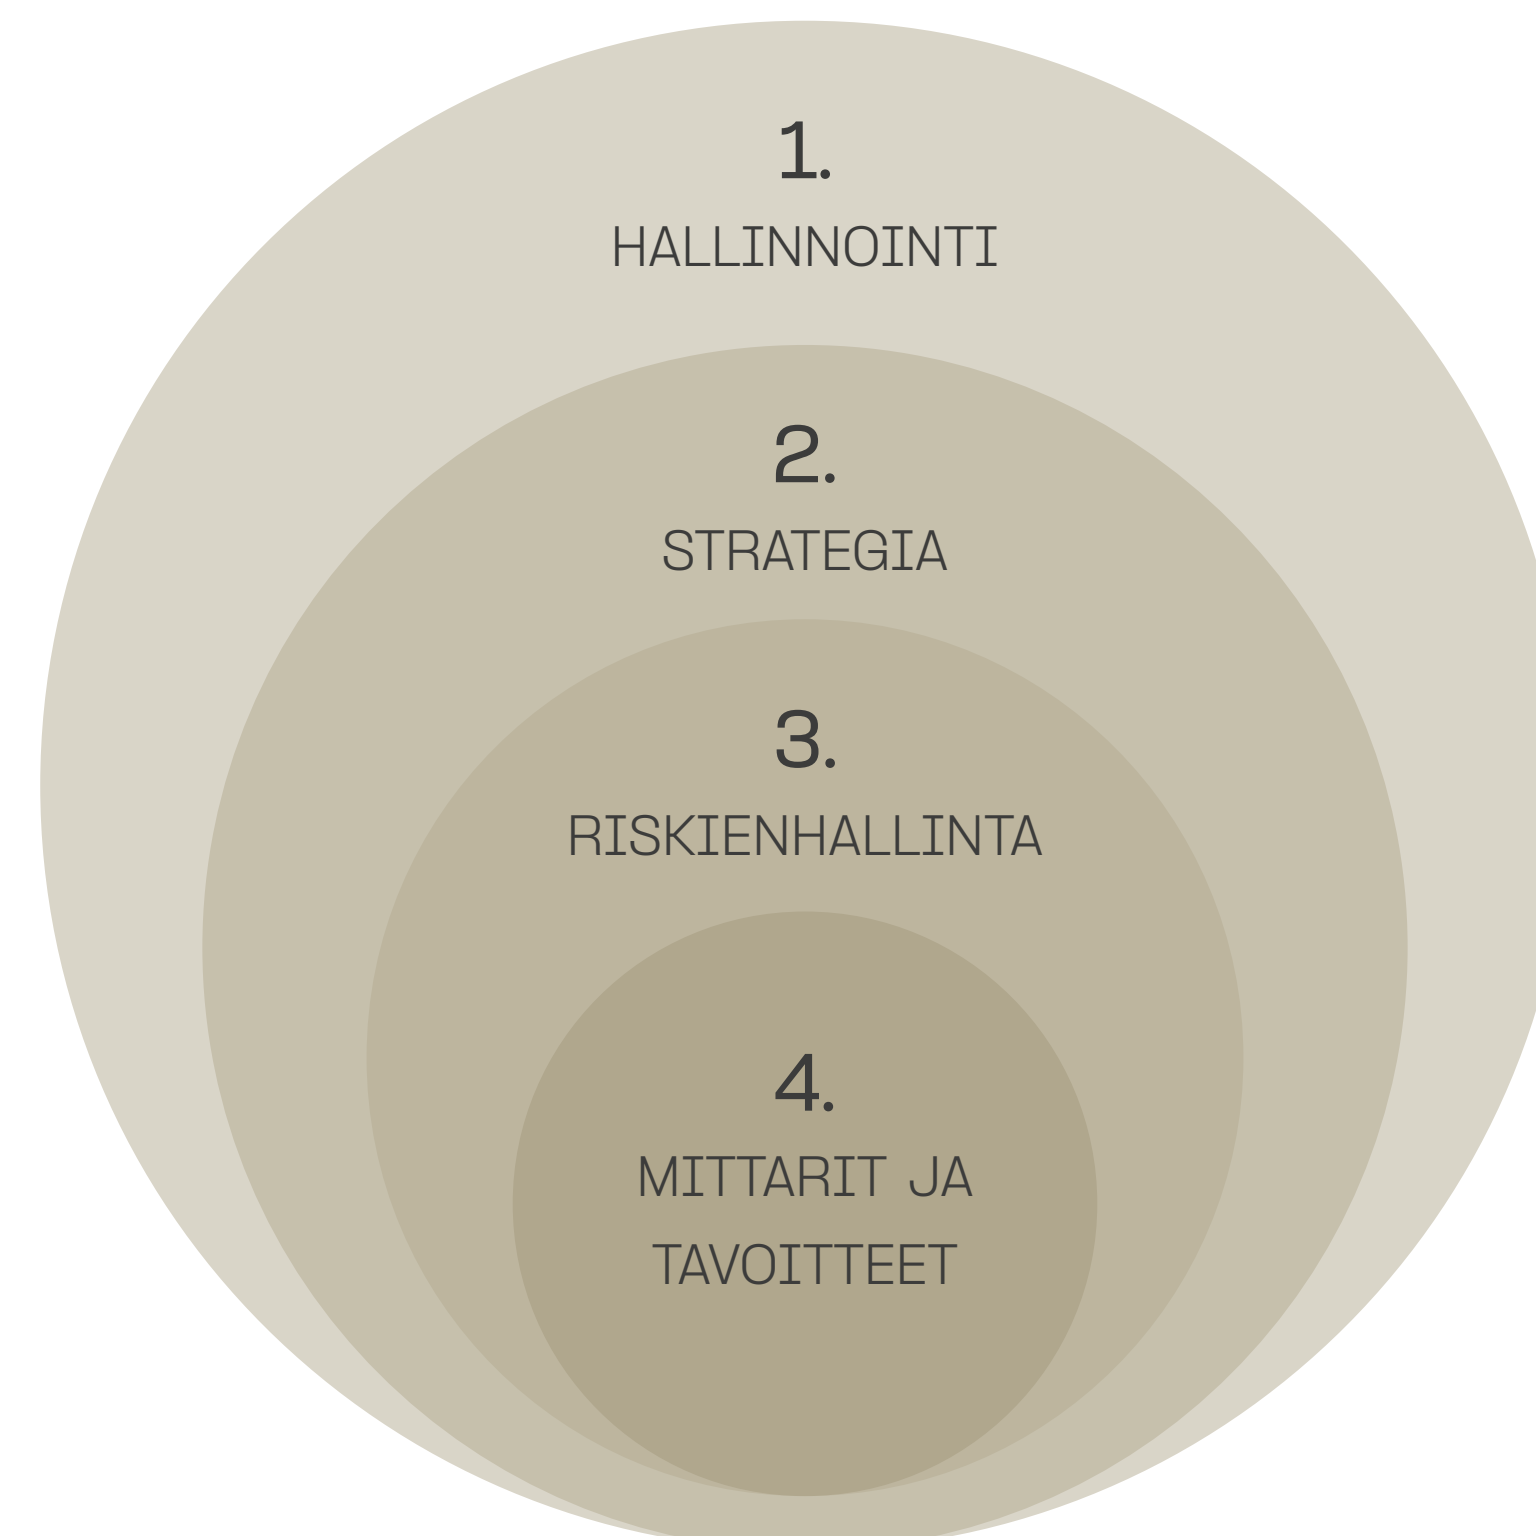 1.
HALLINNOINTI
2.
STRATEGIA
3.
RISKIENHALLINTA
4.
MITTARIT JA
TAVOITTEET